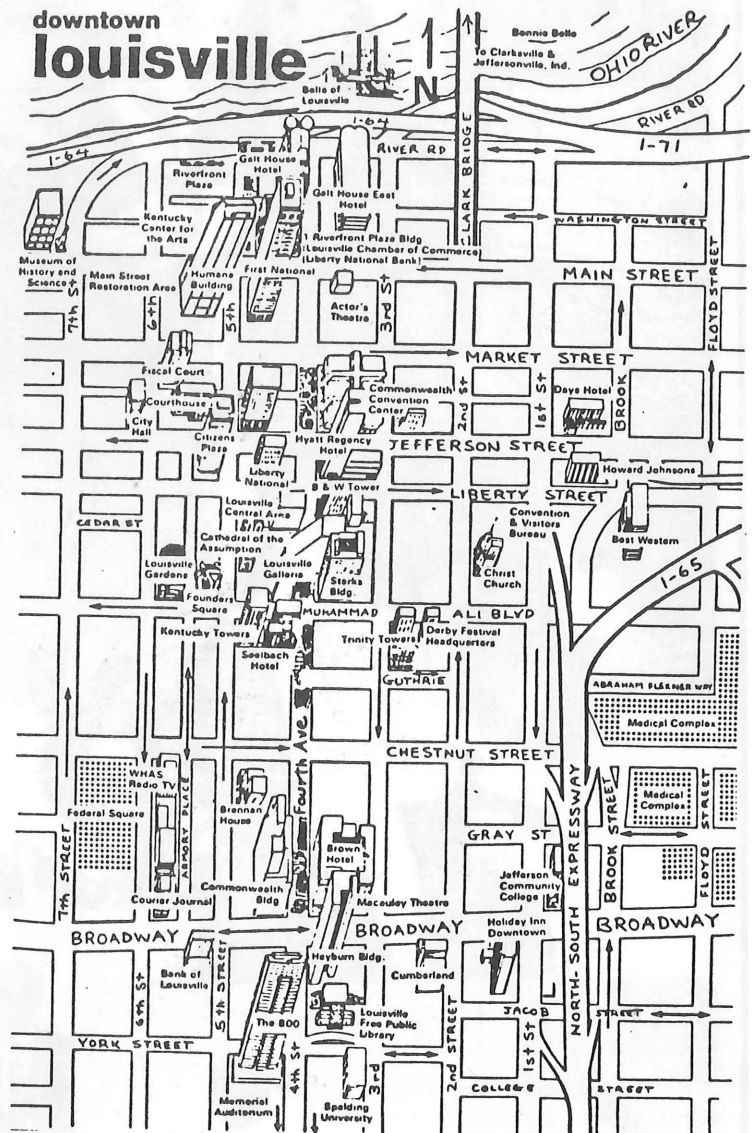 downtown
louisville
N
Bonnie Belle
To Clarksville &
Jeffersonville, Ind.
OHIO RIVER
Belle of
Louisville
I-64
RIVER RD
RIVER RD
I-71
I-64
CLARK BRIDGE
Galt House
Hotel
Riverfront
Plaza
Galt House East
Hotel
WASHINGTON STREET
Kentucky
Center for
the Arts
1 Riverfront Plaza Bldg
(Louisville Chamber of Commerce)
(Liberty National Bank)
Museum of
History and
Science
Main Street
Restoration Area
Humana
Building
First National
MAIN STREET
7th St
6th
5th
Actor's
Theatre
3rd St
FLOYD STREET
MARKET STREET
Fiscal Court
Commonwealth
Convention
Center
2nd St
1st St
Days Hotel
BROOK
Courthouse
City
Hall
Citizens
Plaza
Hyatt Regency
Hotel
JEFFERSON STREET
Liberty
National
Howard Johnsons
B & W Tower
LIBERTY STREET
Louisville
Central Area
CEDAR ST
Convention
& Visitors
Bureau
Best Western
Cathedral of the
Assumption
Louisville
Gardens
Louisville
Galleria
Starks
Bldg.
Christ
Church
I-65
Founders
Square
MUHAMMAD ALI BLVD
Kentucky Towers
Trinity Towers
Derby Festival
Headquarters
Seelbach
Hotel
GUTHRIE
ABRAHAM FLEXNER WAY
Medical Complex
Fourth Ave
CHESTNUT STREET
WHAS
Radio TV
Federal Square
ARMORY PLACE
Brennan
House
Medical
Complex
BROOK STREET
FLOYD STREET
GRAY ST
Brown
Hotel
7th STREET
Jefferson
Community
College
NORTH-SOUTH EXPRESSWAY
Courier Journal
Commonwealth
Bldg
Macauley Theatre
BROADWAY
BROADWAY
BROADWAY
Holiday Inn
Downtown
Bank of
Louisville
5th STREET
Heyburn Bldg.
Cumberland
6th St
The 800
Louisville
Free Public
Library
JACOB STREET
YORK STREET
4th St
3rd
2nd STREET
1st St
COLLEGE STREET
Memorial
Auditorium
Spalding
University